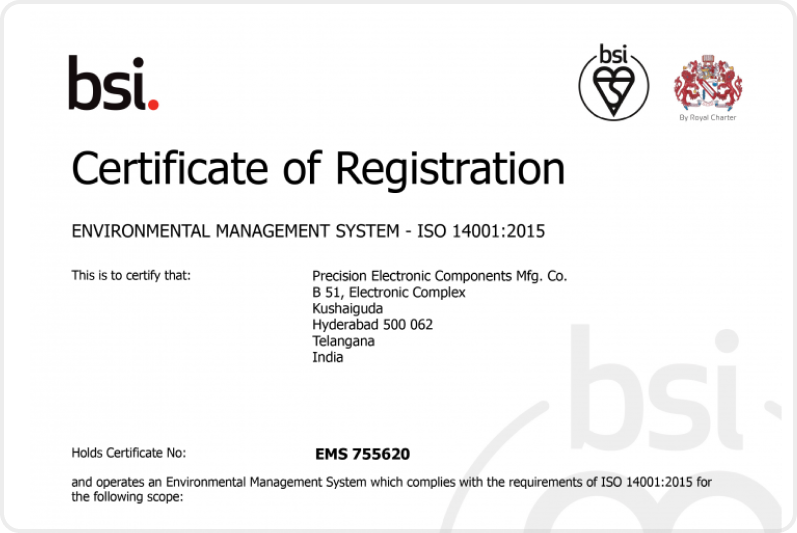 bsi.
bsi
By Royal Charter
Certificate of Registration
ENVIRONMENTAL MANAGEMENT SYSTEM - ISO 14001:2015
This is to certify that:
Precision Electronic Components Mfg. Co.
B 51, Electronic Complex
Kushaiguda
Hyderabad 500 062
Telangana
India
bsi
Holds Certificate No:
EMS 755620
and operates an Environmental Management System which complies with the requirements of ISO 14001:2015 for
the following scope: